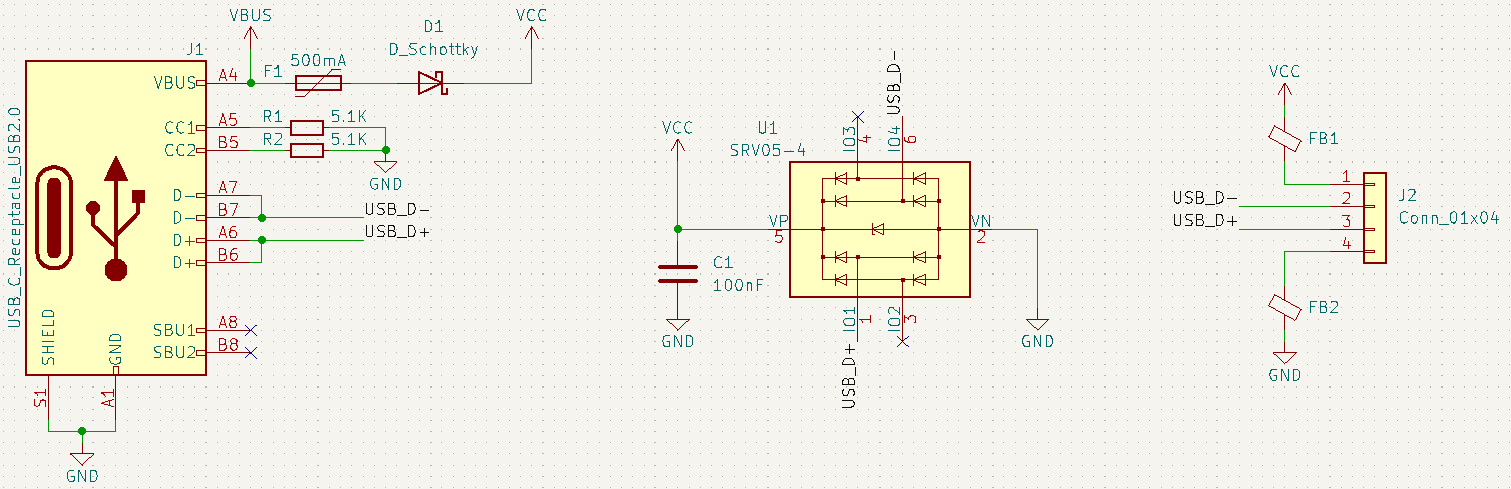 VBUS
VCC
D1
D_Schottky
J1
F1
500mA
VBUS
A4
CC1
A5
R1
5.1K
CC2
B5
R2
5.1K
GND
D-
A7
D-
B7
USB_D-
D+
A6
USB_D+
D+
B6
SBU1
A8
SBU2
B8
USB_C_Receptacle_USB2.0
SHIELD
GND
S1
A1
GND
VCC
C1
100nF
GND
U1
SRV05-4
IO3
4
IO4
6
USB_D-
VP
5
VN
2
IO1
1
IO2
3
USB_D+
GND
VCC
FB1
USB_D-
USB_D+
1
2
3
4
J2
Conn_01x04
FB2
GND